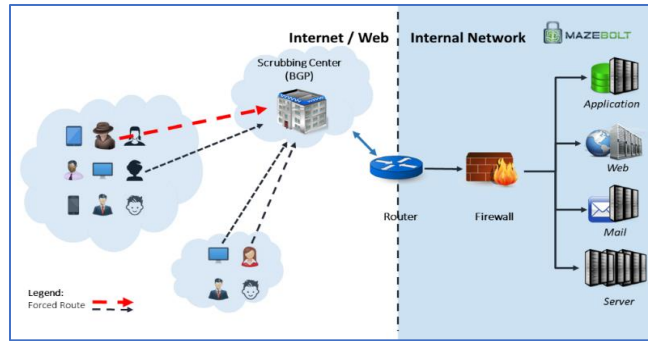 Internet / Web
Internal Network
MAZEBOLT
Scrubbing Center
(BGP)
Application
Web
Router
Firewall
Mail
Server
Legend:
Forced Route